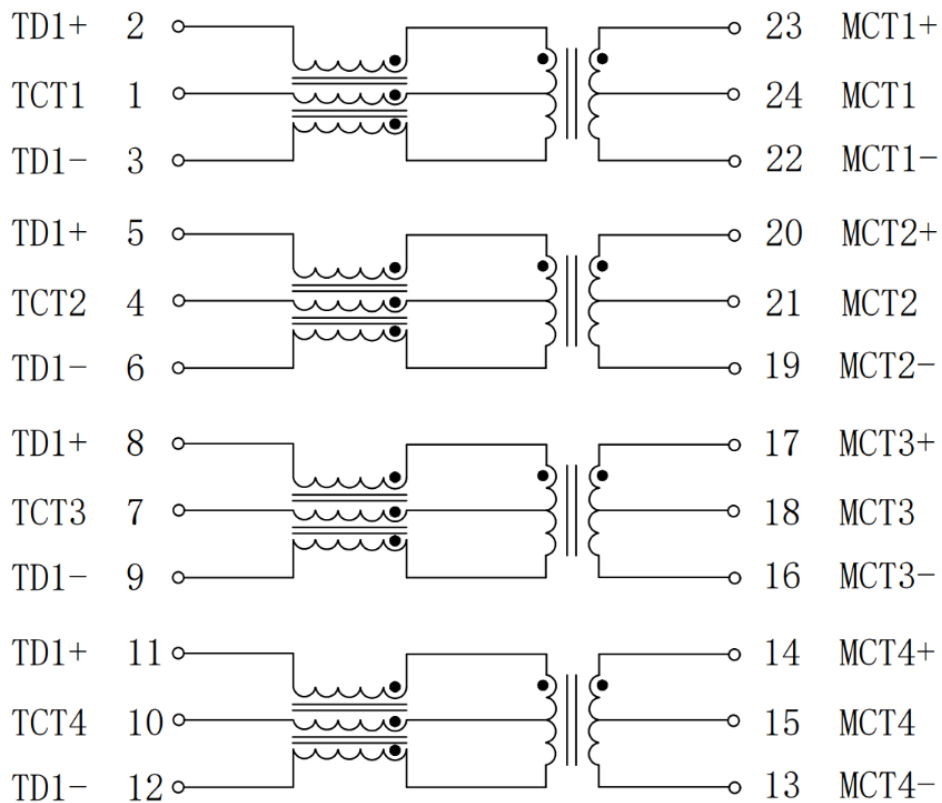 TD1+ 2 23 MCT1+
TCT1 1 24 MCT1
TD1- 3 22 MCT1-
TD1+ 5 20 MCT2+
TCT2 4 21 MCT2
TD1- 6 19 MCT2-
TD1+ 8 17 MCT3+
TCT3 7 18 MCT3
TD1- 9 16 MCT3-
TD1+ 11 14 MCT4+
TCT4 10 15 MCT4
TD1- 12 13 MCT4-